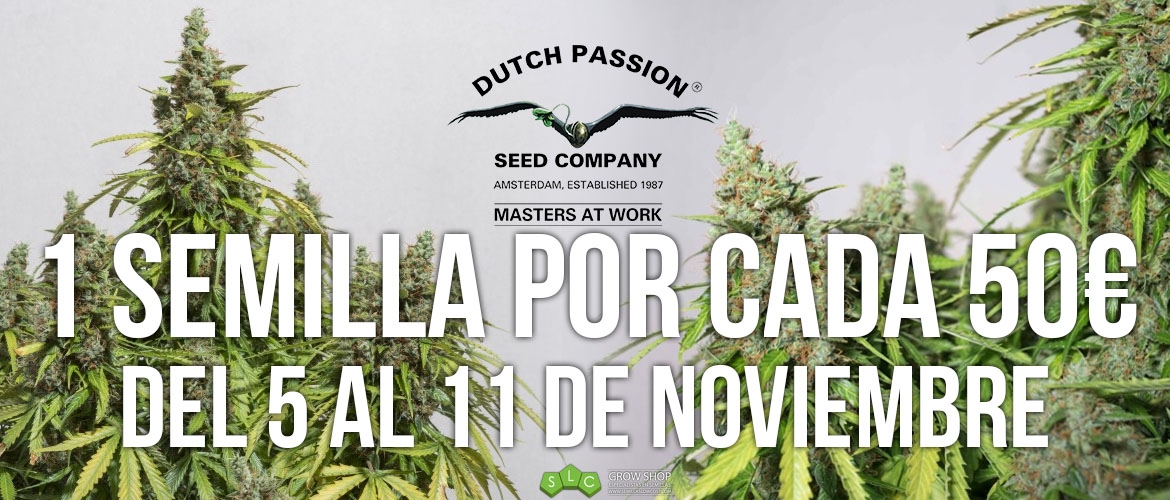 DUTCH PASSION®
SEED COMPANY
AMSTERDAM, ESTABLISHED 1987
MASTERS AT WORK
1 SEMILLA POR CADA 50€
DEL 5 AL 11 DE NOVIEMBRE
SLC GROW SHOP